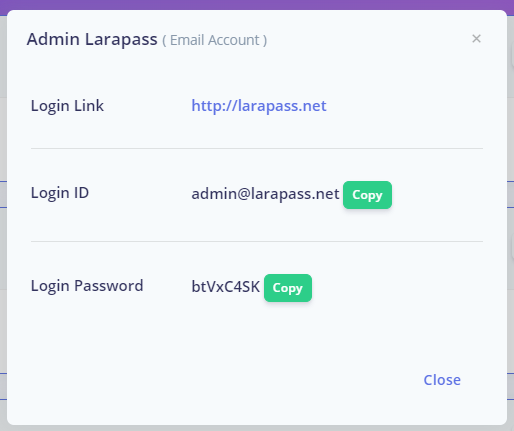 Admin Larapass ( Email Account ) ×
Login Link http://larapass.net
Login ID admin@larapass.net Copy
Login Password btVxC4SK Copy
Close